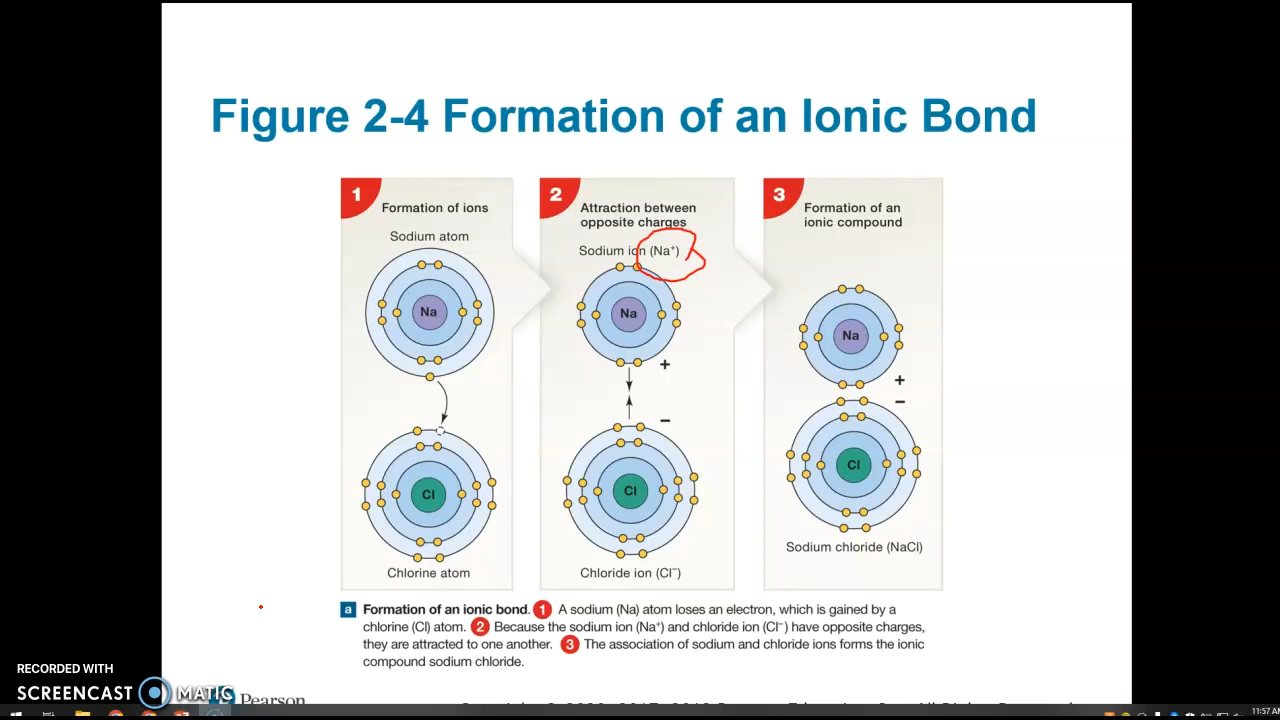 Figure 2-4 Formation of an Ionic Bond
1
Formation of ions
Sodium atom
Na
Cl
Chlorine atom
2
Attraction between
opposite charges
Sodium ion (Na⁺)
Na
+
−
Cl
Chloride ion (Cl⁻)
3
Formation of an
ionic compound
Na
+
−
Cl
Sodium chloride (NaCl)
a Formation of an ionic bond. 1 A sodium (Na) atom loses an electron, which is gained by a
chlorine (Cl) atom. 2 Because the sodium ion (Na⁺) and chloride ion (Cl⁻) have opposite charges,
they are attracted to one another. 3 The association of sodium and chloride ions forms the ionic
compound sodium chloride.
RECORDED WITH
SCREENCAST MATIC
Pearson
11:57 AM